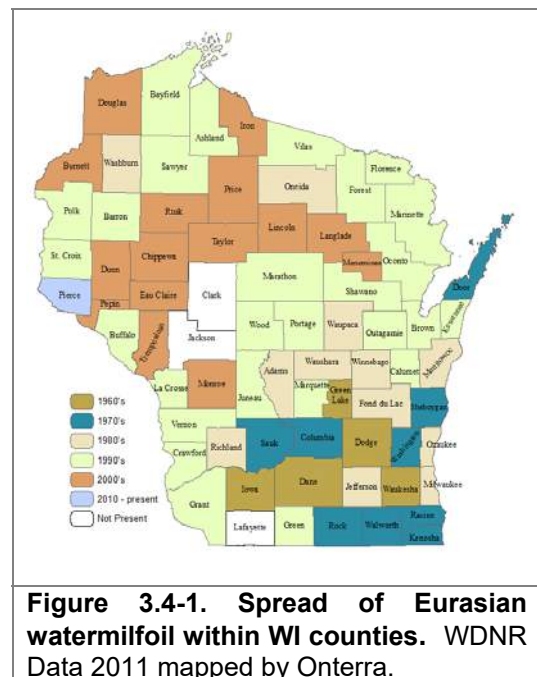 Douglas
Bayfield
Ashland
Iron
Vilas
Burnett
Washburn
Sawyer
Price
Oneida
Forest
Florence
Marinette
Polk
Barron
Rusk
Lincoln
Langlade
Taylor
Oconto
Menominee
St. Croix
Dunn
Chippewa
Clark
Marathon
Shawano
Door
Pierce
Pepin
Eau Claire
Buffalo
Trempealeau
Jackson
Wood
Portage
Waupaca
Outagamie
Brown
Kewaunee
La Crosse
Monroe
Juneau
Adams
Waushara
Winnebago
Calumet
Manitowoc
Marquette
Green
Lake
Fond du Lac
Sheboygan
Vernon
Crawford
Richland
Sauk
Columbia
Dodge
Washington
Ozaukee
Grant
Iowa
Dane
Jefferson
Waukesha
Milwaukee
Lafayette
Green
Rock
Walworth
Racine
Kenosha
1960's
1970's
1980's
1990's
2000's
2010 - present
Not Present
Figure 3.4-1. Spread of Eurasian
watermilfoil within WI counties. WDNR
Data 2011 mapped by Onterra.